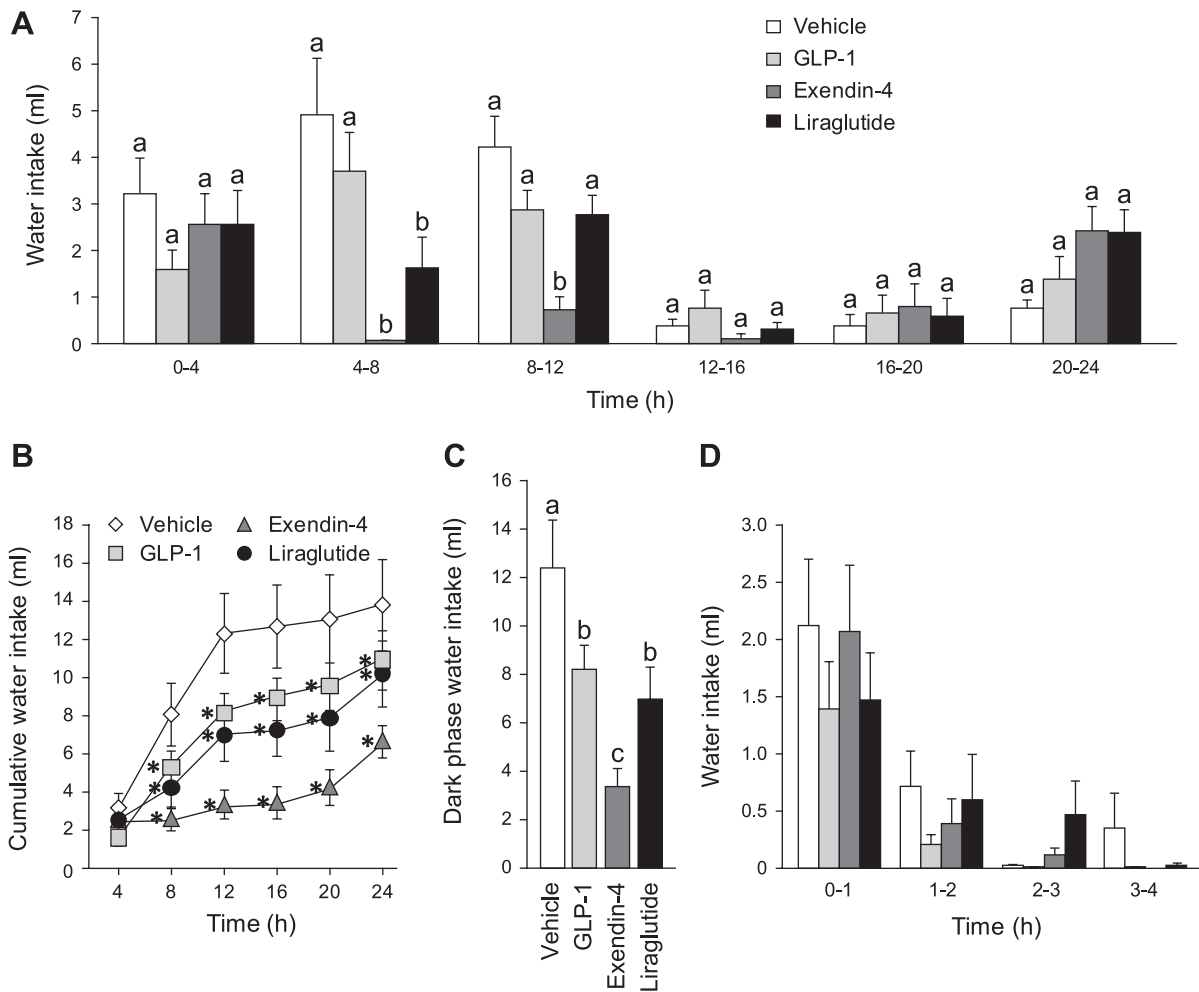 A
Water intake (ml)
7
6
5
4
3
2
1
0
Vehicle
GLP-1
Exendin-4
Liraglutide
a a a a
a a b b
a a b a
a a a a
a a a a
a a a a
0-4 4-8 8-12 12-16 16-20 20-24
Time (h)
B
Cumulative water intake (ml)
Vehicle Exendin-4
GLP-1 Liraglutide
18
16
14
12
10
8
6
4
2
0
* * * * *
* * * * *
* * * * *
4 8 12 16 20 24
Time (h)
C
Dark phase water intake (ml)
16
14
12
10
8
6
4
2
0
a b c b
Vehicle
GLP-1
Exendin-4
Liraglutide
D
Water intake (ml)
3.0
2.5
2.0
1.5
1.0
0.5
0
0-1 1-2 2-3 3-4
Time (h)